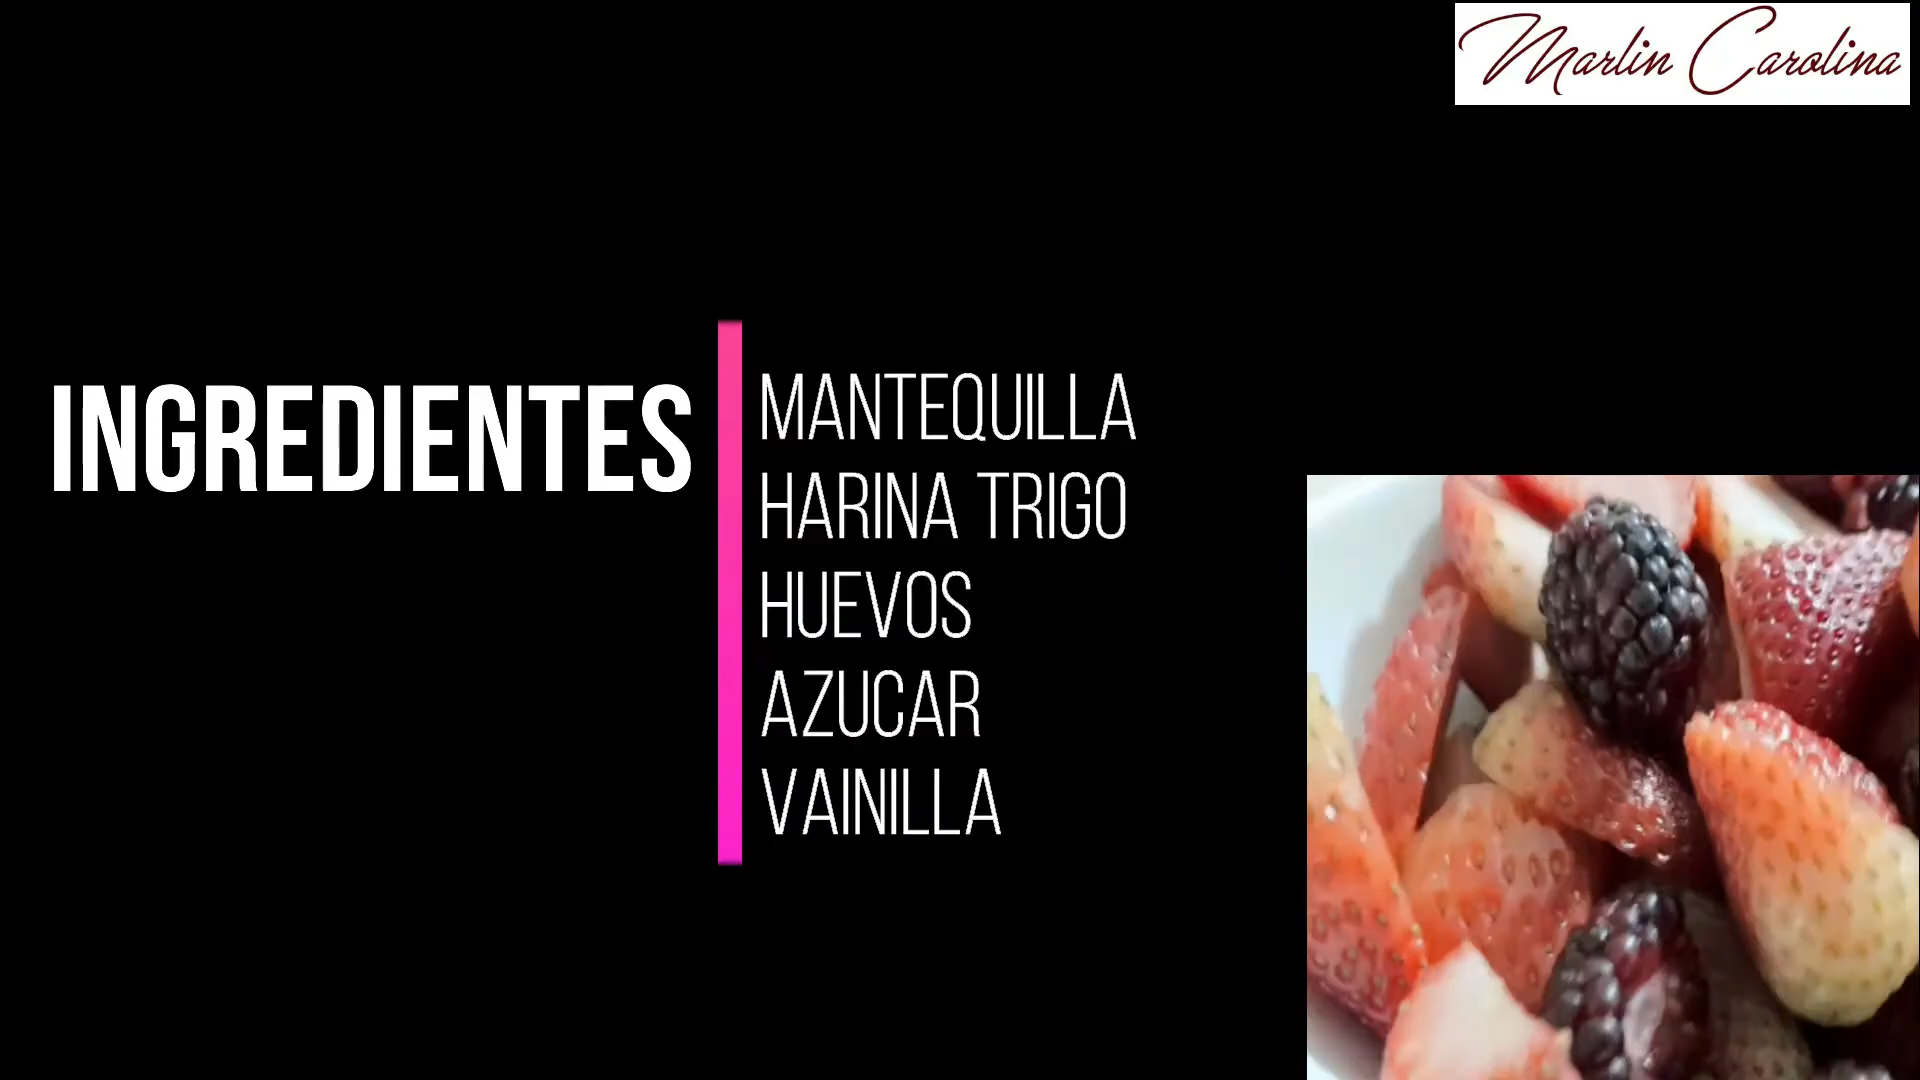 Marlin Carolina
INGREDIENTES
MANTEQUILLA
HARINA TRIGO
HUEVOS
AZUCAR
VAINILLA